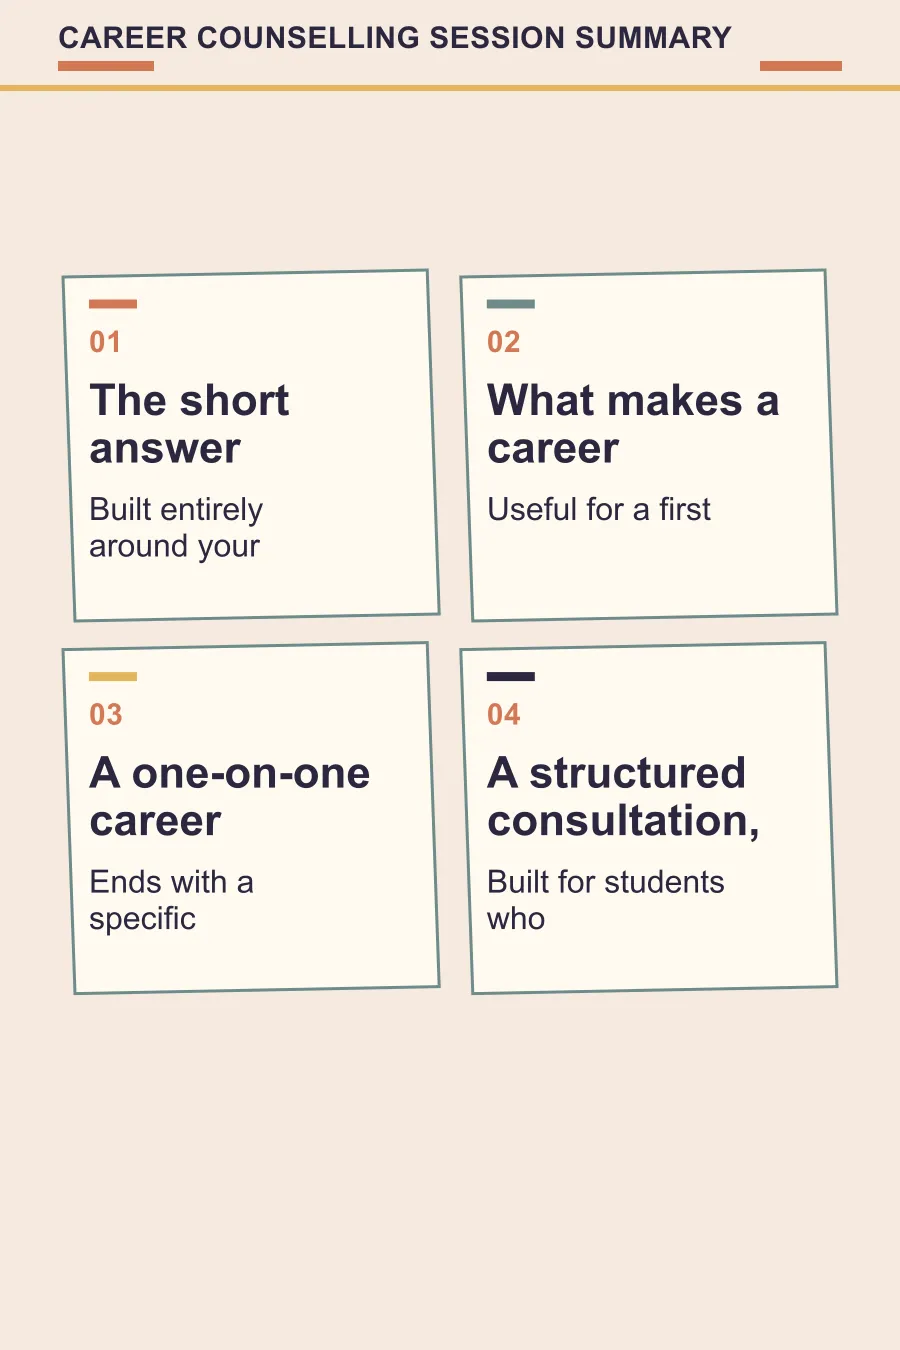 CAREER COUNSELLING SESSION SUMMARY
01
The short
answer
Built entirely
around your
02
What makes a
career
Useful for a first
03
A one-on-one
career
Ends with a
specific
04
A structured
consultation,
Built for students
who